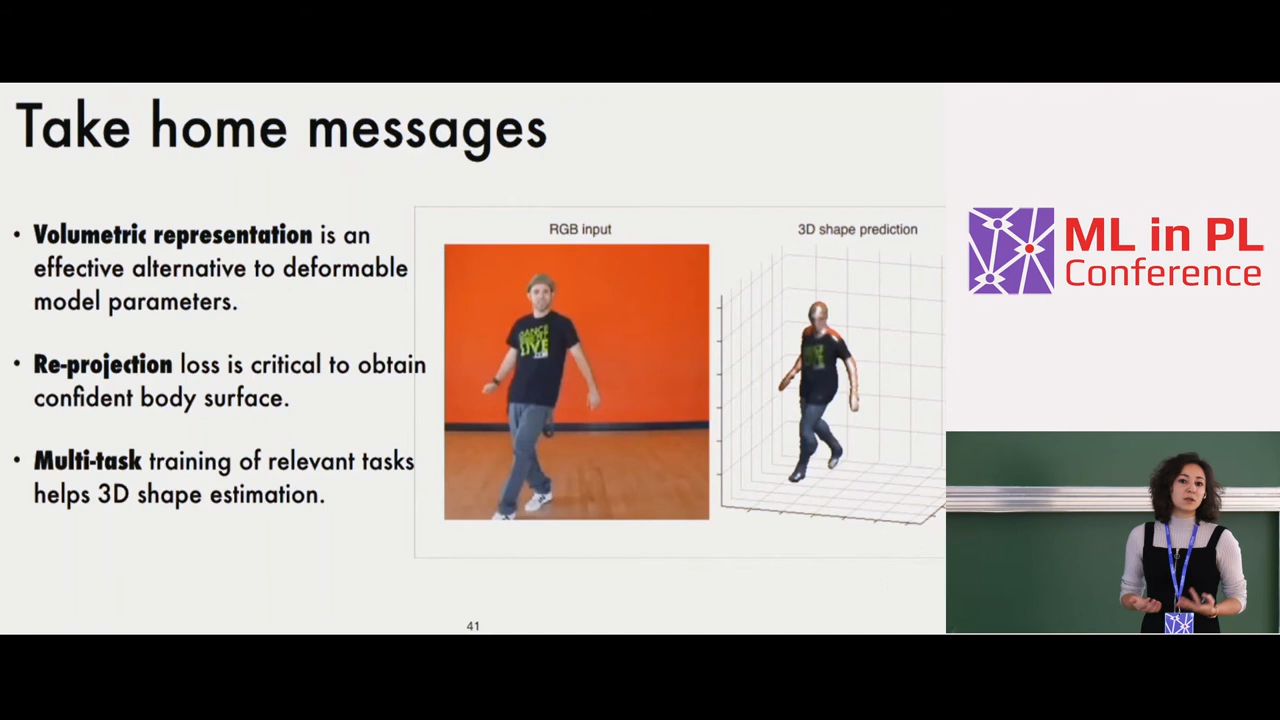 Take home messages
• Volumetric representation is an
effective alternative to deformable
model parameters.
• Re-projection loss is critical to obtain
confident body surface.
• Multi-task training of relevant tasks
helps 3D shape estimation.
RGB input
3D shape prediction
DANCE
LIVE
41
ML in PL
Conference